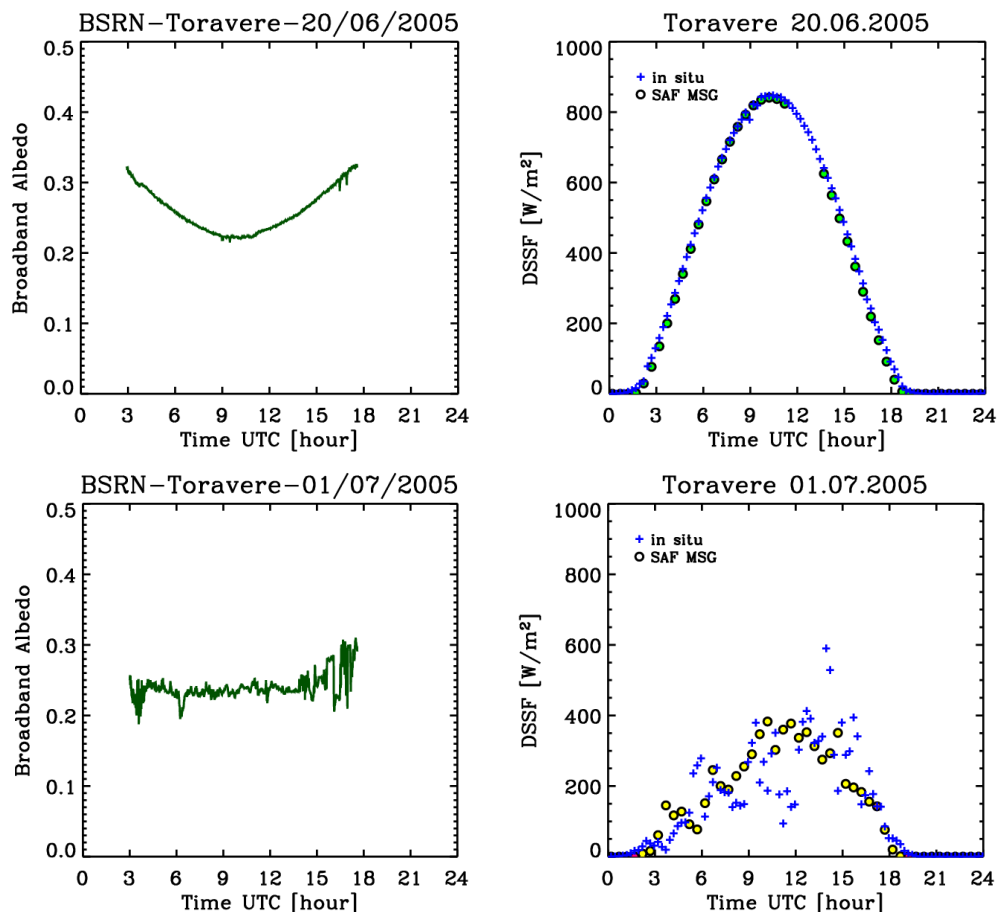 BSRN-Toravere-20/06/2005
0.5
0.4
0.3
0.2
0.1
0.0
Broadband Albedo
0 3 6 9 12 15 18 21 24
Time UTC [hour]
Toravere 20.06.2005
1000
800
600
400
200
0
DSSF [W/m²]
in situ
SAF MSG
0 3 6 9 12 15 18 21 24
Time UTC [hour]
BSRN-Toravere-01/07/2005
0.5
0.4
0.3
0.2
0.1
0.0
Broadband Albedo
0 3 6 9 12 15 18 21 24
Time UTC [hour]
Toravere 01.07.2005
1000
800
600
400
200
0
DSSF [W/m²]
in situ
SAF MSG
0 3 6 9 12 15 18 21 24
Time UTC [hour]